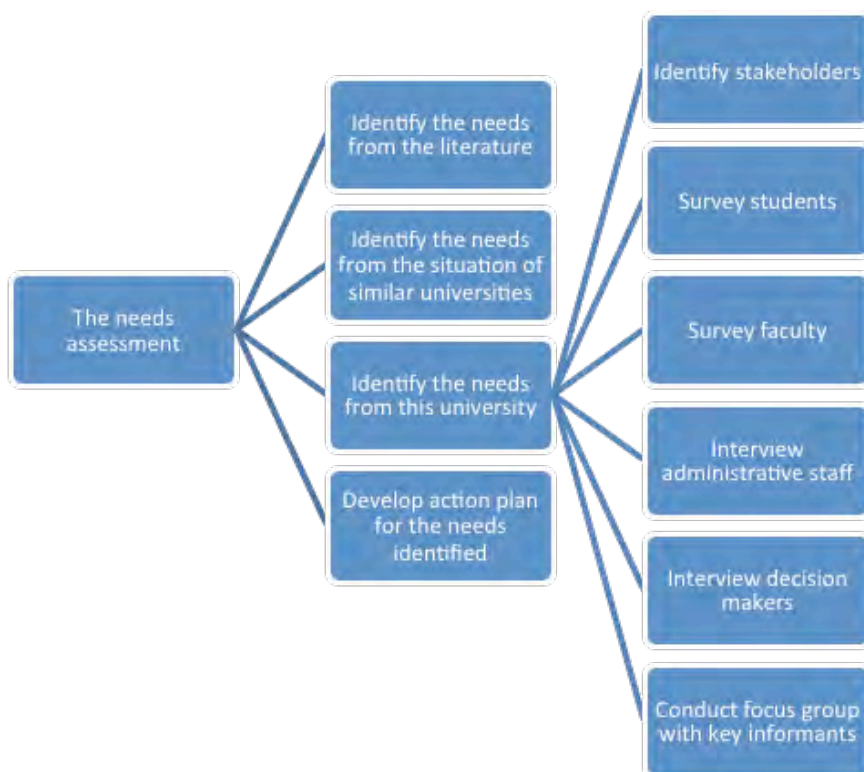 The needs
assessment
Identify the needs
from the literature
Identify the needs
from the situation of
similar universities
Identify the needs
from this university
Develop action plan
for the needs
identified
Identify stakeholders
Survey students
Survey faculty
Interview
administrative staff
Interview decision
makers
Conduct focus group
with key informants